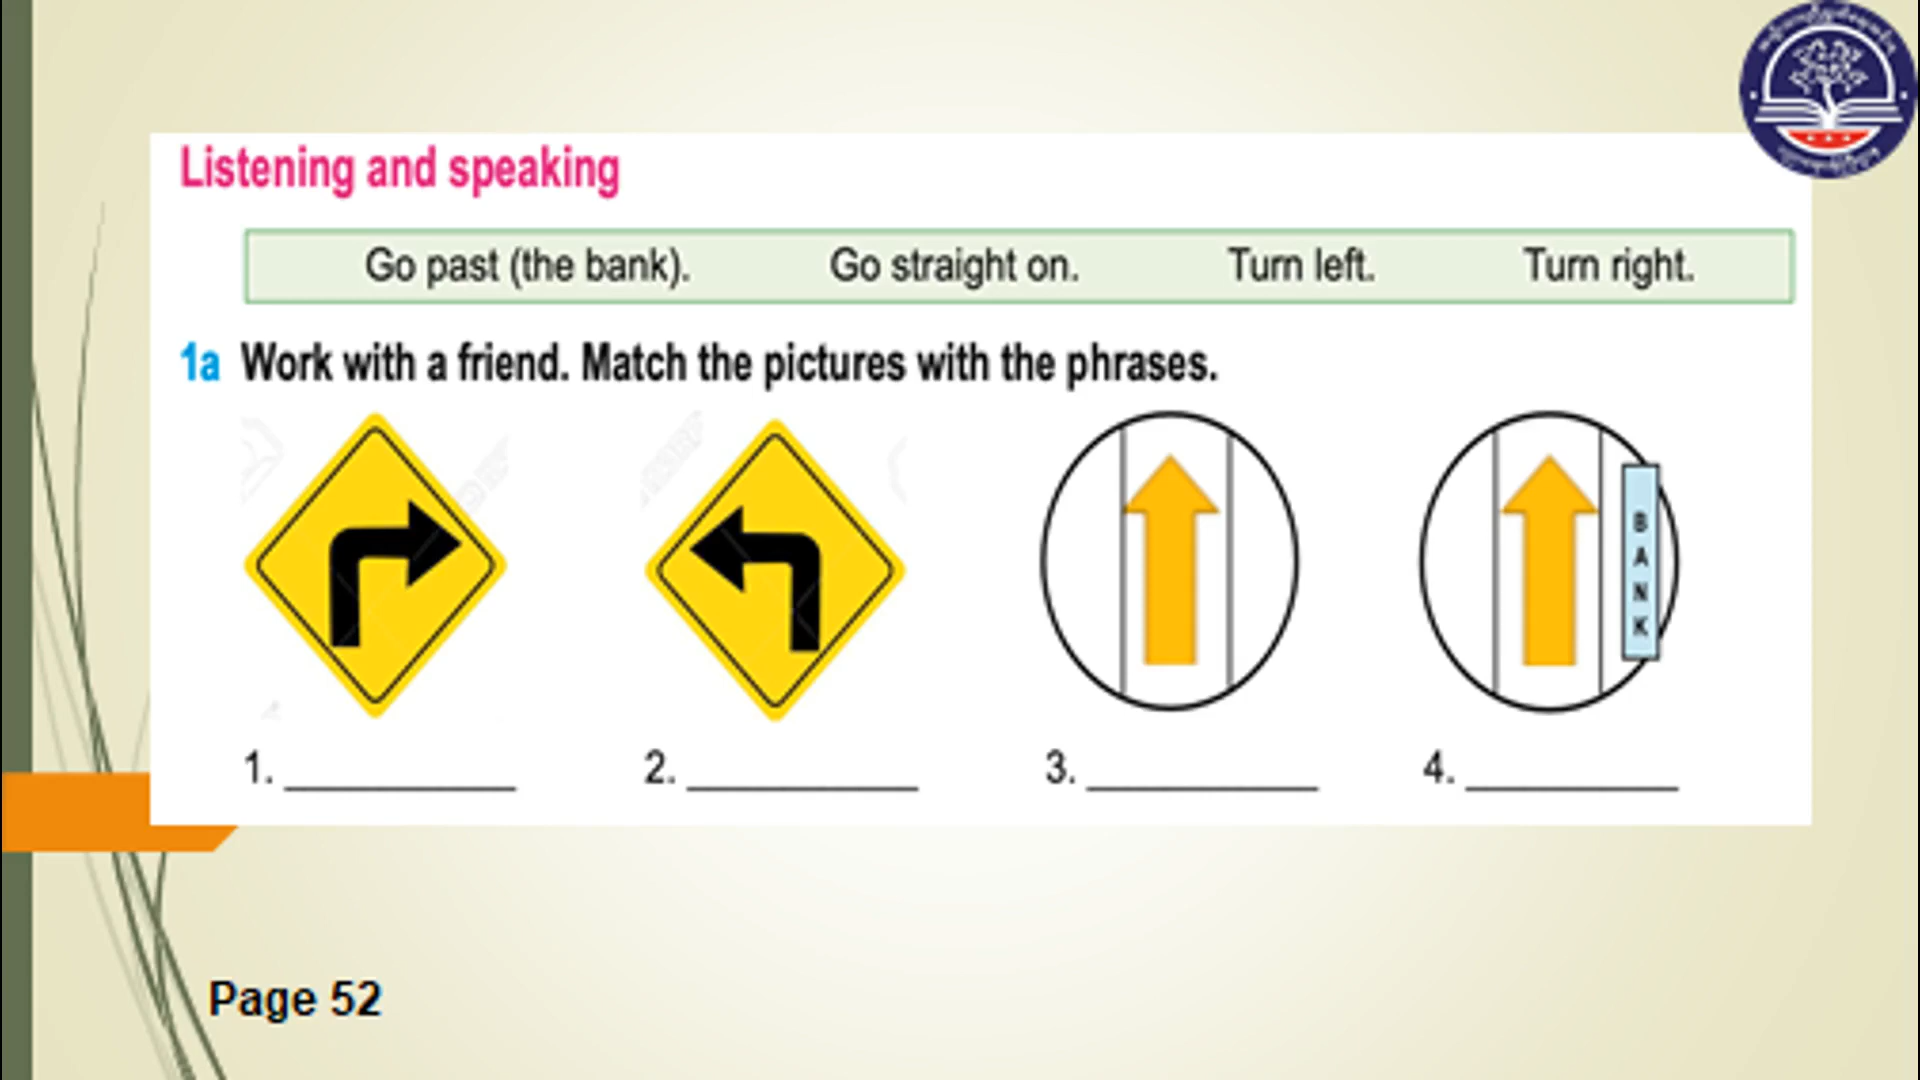 Listening and speaking
Go past (the bank). Go straight on. Turn left. Turn right.
1a Work with a friend. Match the pictures with the phrases.
BANK
1. ____________ 2. ____________ 3. ____________ 4. ____________
Page 52